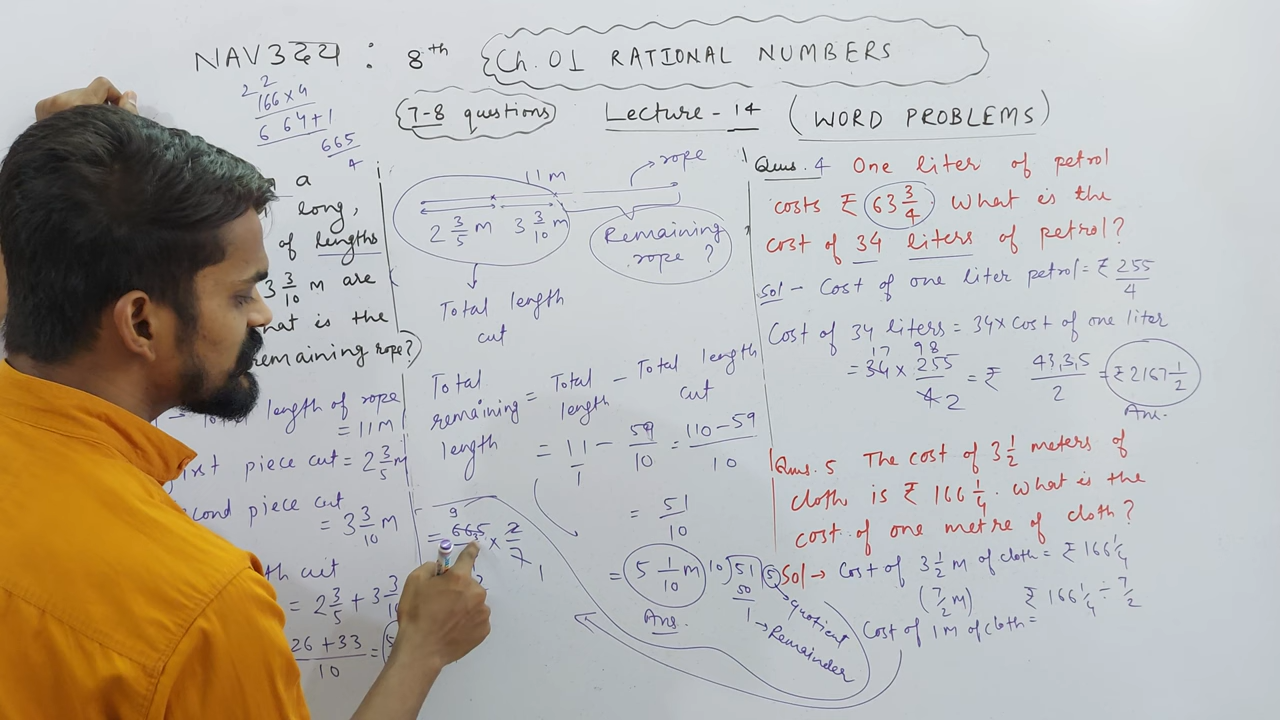 NAV उदय : 8th Ch. 01 RATIONAL NUMBERS
7-8 questions Lecture - 14 (WORD PROBLEMS)
2 2
166 × 4
664+1
665
4
a
long,
of lengths
3 3/10 m are
hat is the
remaining rope?
length of rope
= 11M
irst piece cut = 2 3/5 m
cond piece cut
= 3 3/10 m
th cut
= 2 3/5 + 3 3/10
26 + 33 / 10 =
11 M
rope
2 3/5 m 3 3/10 m
Remaining rope ?
Total length
cut
Total remaining length = Total length - Total length cut
= 11/1 - 59/10 = 110-59/10
= 51/10
= 5 1/10 m
Ans.
10)51(5
50
1
quotient
Remainder
9
= 665 × 2/7
1
Ques. 4 One liter of petrol
costs ₹ 63 3/4. What is the
cost of 34 liters of petrol?
Sol - Cost of one liter petrol = ₹ 255/4
Cost of 34 liters = 34 × cost of one liter
17
= 34 × 255/4 2 = ₹ 43,3,5/2 = ₹ 2167 1/2
Ans.
Ques. 5 The cost of 3 1/2 meters of
cloth is ₹ 166 1/4. What is the
cost of one metre of cloth?
Sol → Cost of 3 1/2 m of cloth = ₹ 166 1/4
(7/2 m)
Cost of 1M of cloth = ₹ 166 1/4 ÷ 7/2